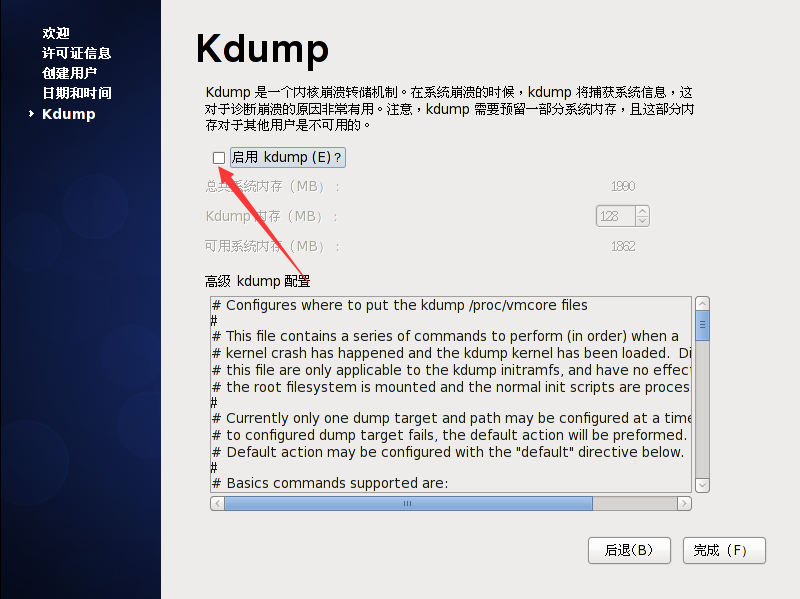 欢迎
许可证信息
创建用户
日期和时间
Kdump
Kdump
Kdump 是一个内核崩溃转储机制。在系统崩溃的时候，kdump 将捕获系统信息，这
对于诊断崩溃的原因非常有用。注意，kdump 需要预留一部分系统内存，且这部分内
存对于其他用户是不可用的。
启用 kdump (E)？
总共系统内存（MB）： 1990
Kdump 内存（MB）： 128
可用系统内存（MB）： 1862
高级 kdump 配置
# Configures where to put the kdump /proc/vmcore files
#
# This file contains a series of commands to perform (in order) when a
# kernel crash has happened and the kdump kernel has been loaded.  Di
# this file are only applicable to the kdump initramfs, and have no effect
# the root filesystem is mounted and the normal init scripts are proces
#
# Currently only one dump target and path may be configured at a time
# to configured dump target fails, the default action will be preformed.
# Default action may be configured with the "default" directive below.
#
# Basics commands supported are:
后退(B)
完成（F）